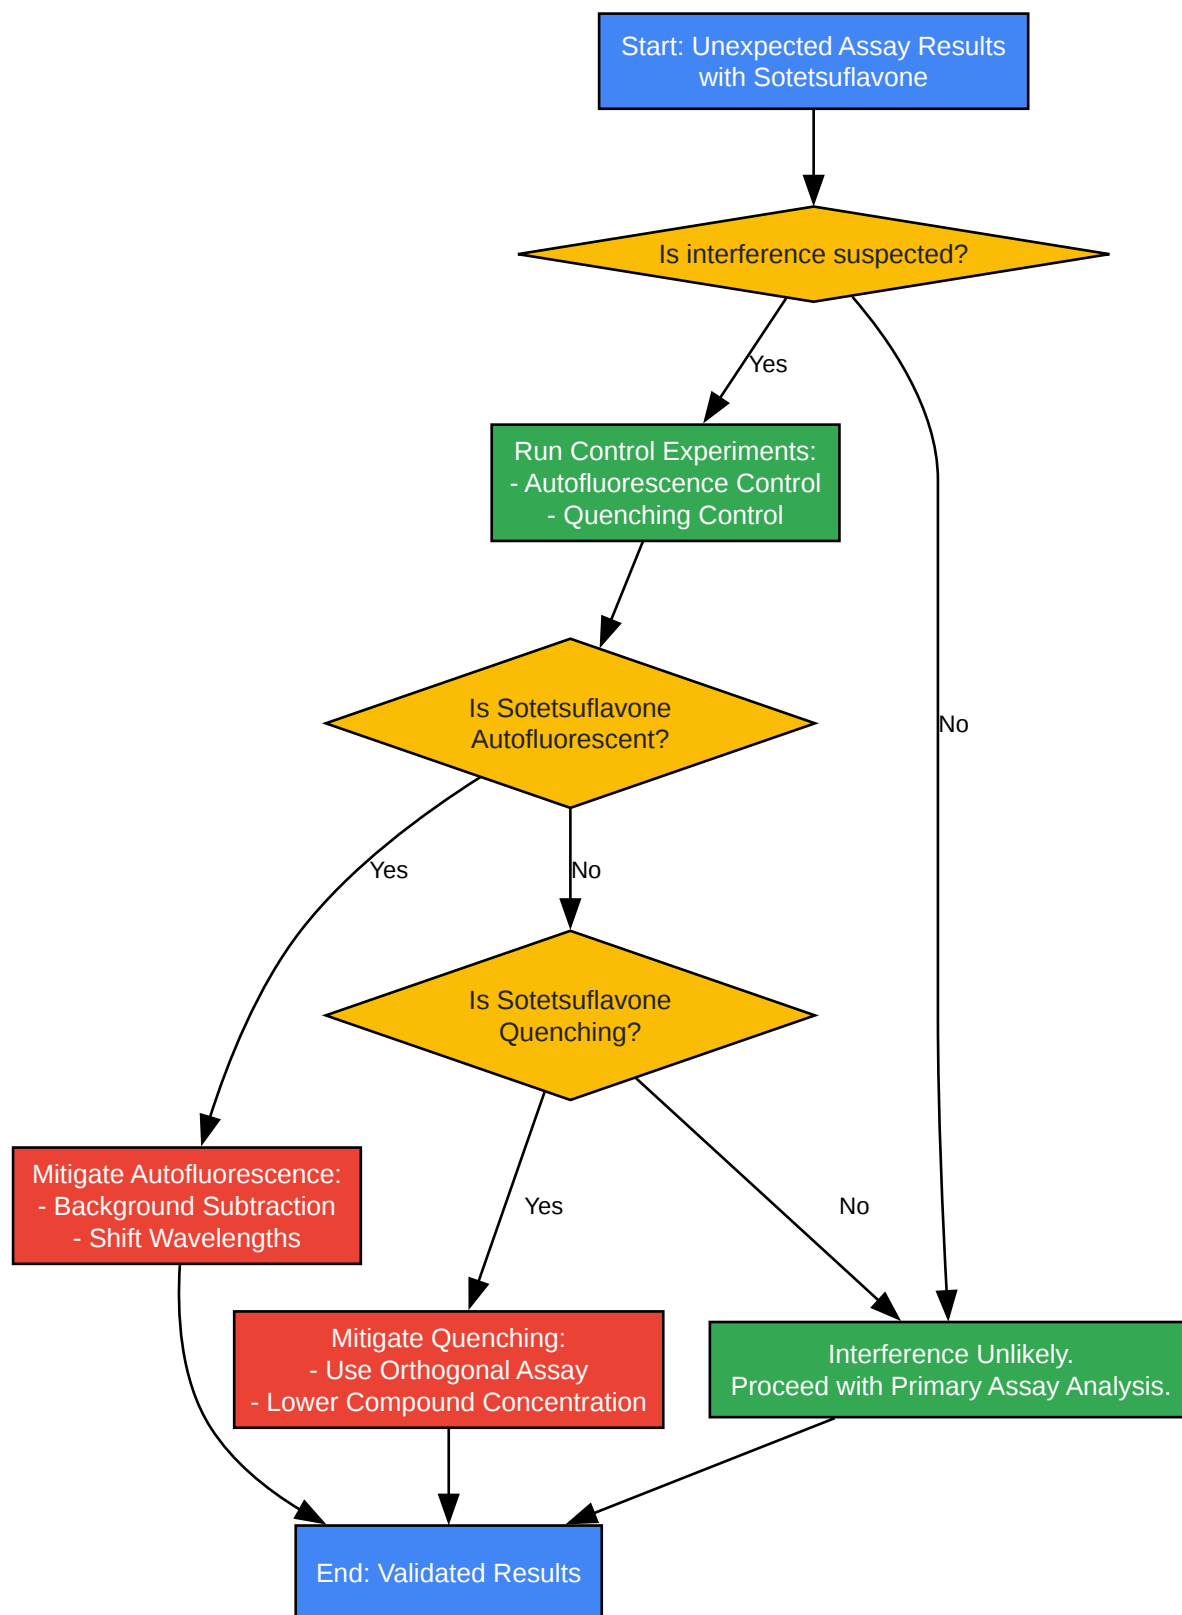 Start: Unexpected Assay Results
with Sotetsuflavone
Is interference suspected?
Yes
Run Control Experiments:
- Autofluorescence Control
- Quenching Control
Is Sotetsuflavone
Autofluorescent?
No
Yes
No
Is Sotetsuflavone
Quenching?
Mitigate Autofluorescence:
- Background Subtraction
- Shift Wavelengths
Yes
No
Mitigate Quenching:
- Use Orthogonal Assay
- Lower Compound Concentration
Interference Unlikely.
Proceed with Primary Assay Analysis.
End: Validated Results